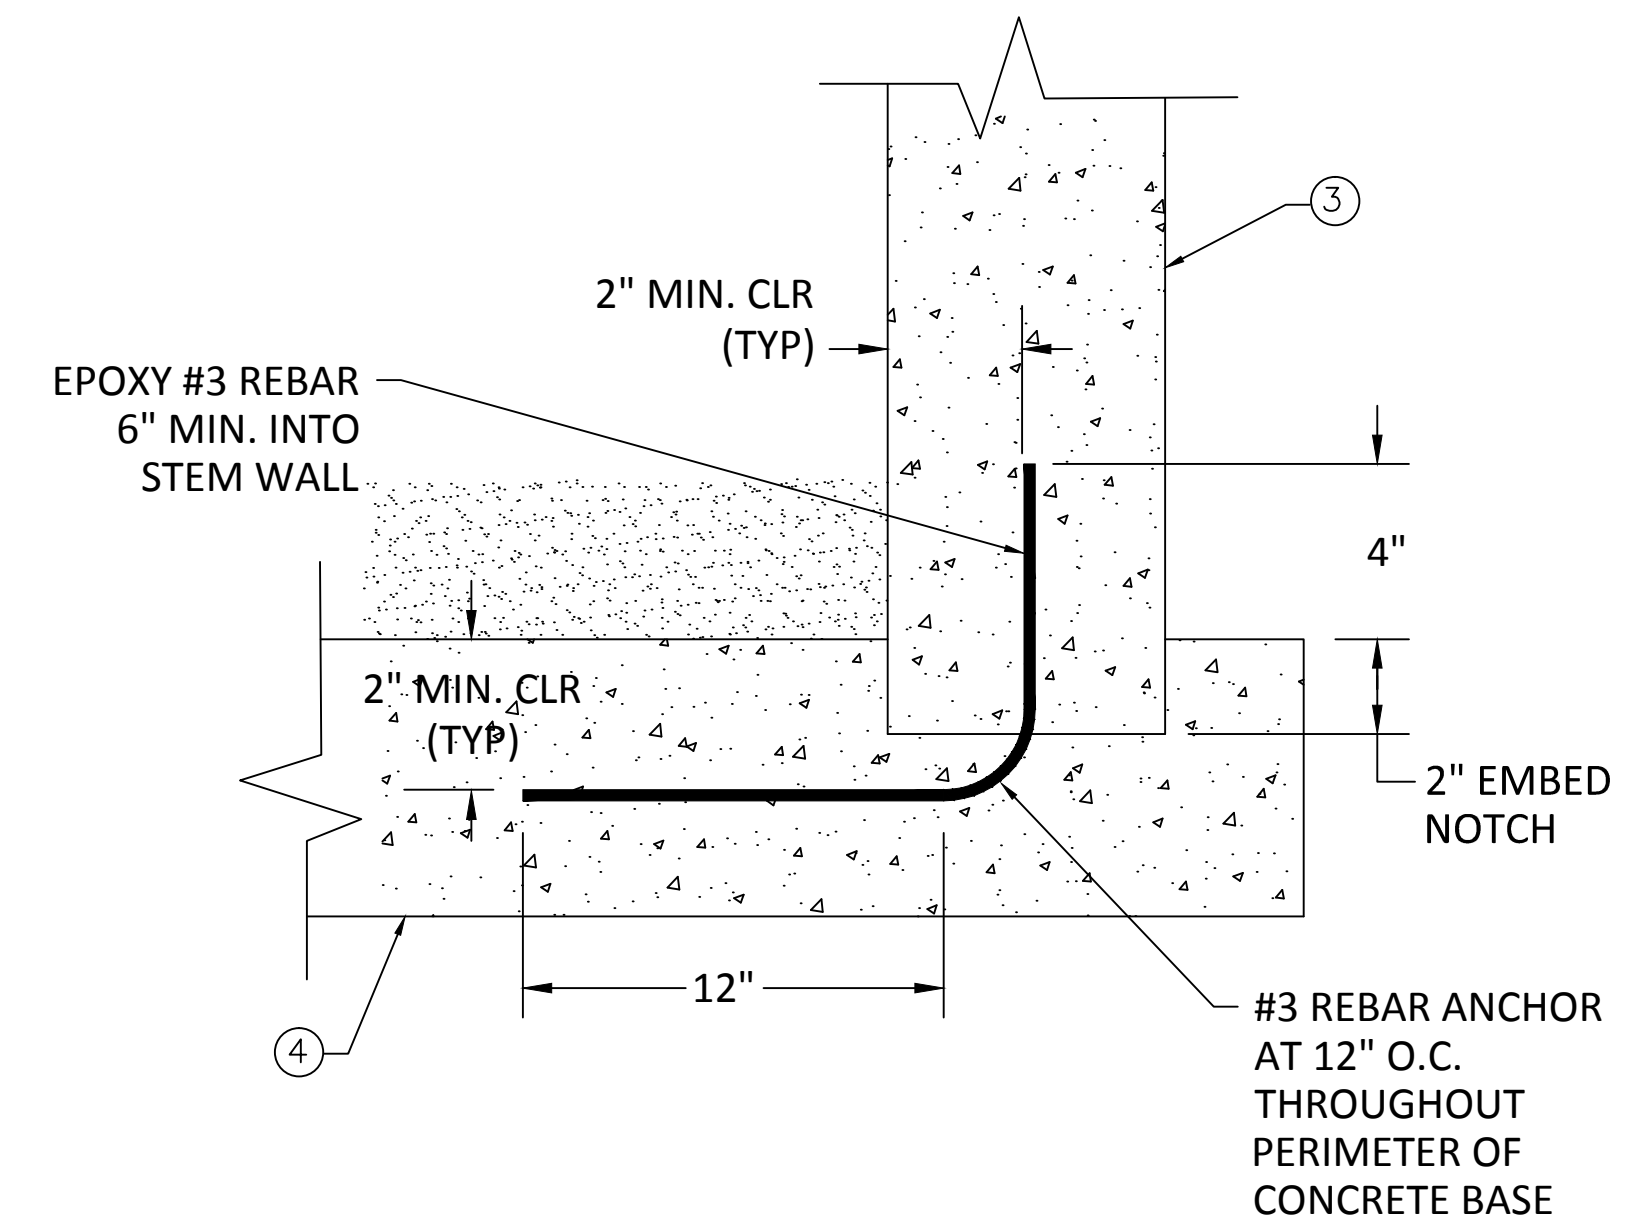 3
2" MIN. CLR
(TYP)
EPOXY #3 REBAR
6" MIN. INTO
STEM WALL
4"
2" MIN. CLR
(TYP)
2" EMBED
NOTCH
12"
4
#3 REBAR ANCHOR
AT 12" O.C.
THROUGHOUT
PERIMETER OF
CONCRETE BASE